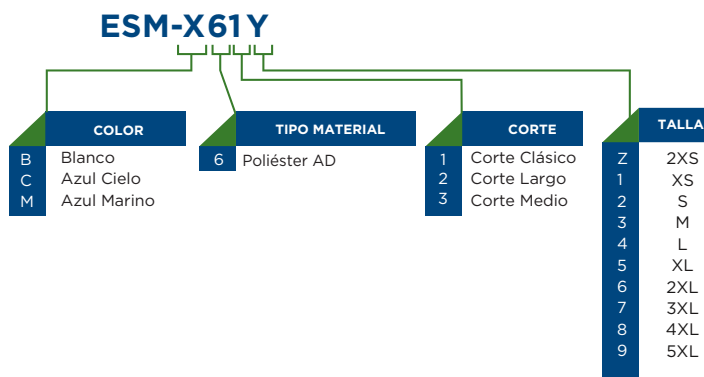 ESM-X61Y
COLOR
B Blanco
C Azul Cielo
M Azul Marino
TIPO MATERIAL
6 Poliéster AD
CORTE
1 Corte Clásico
2 Corte Largo
3 Corte Medio
TALLA
Z 2XS
1 XS
2 S
3 M
4 L
5 XL
6 2XL
7 3XL
8 4XL
9 5XL